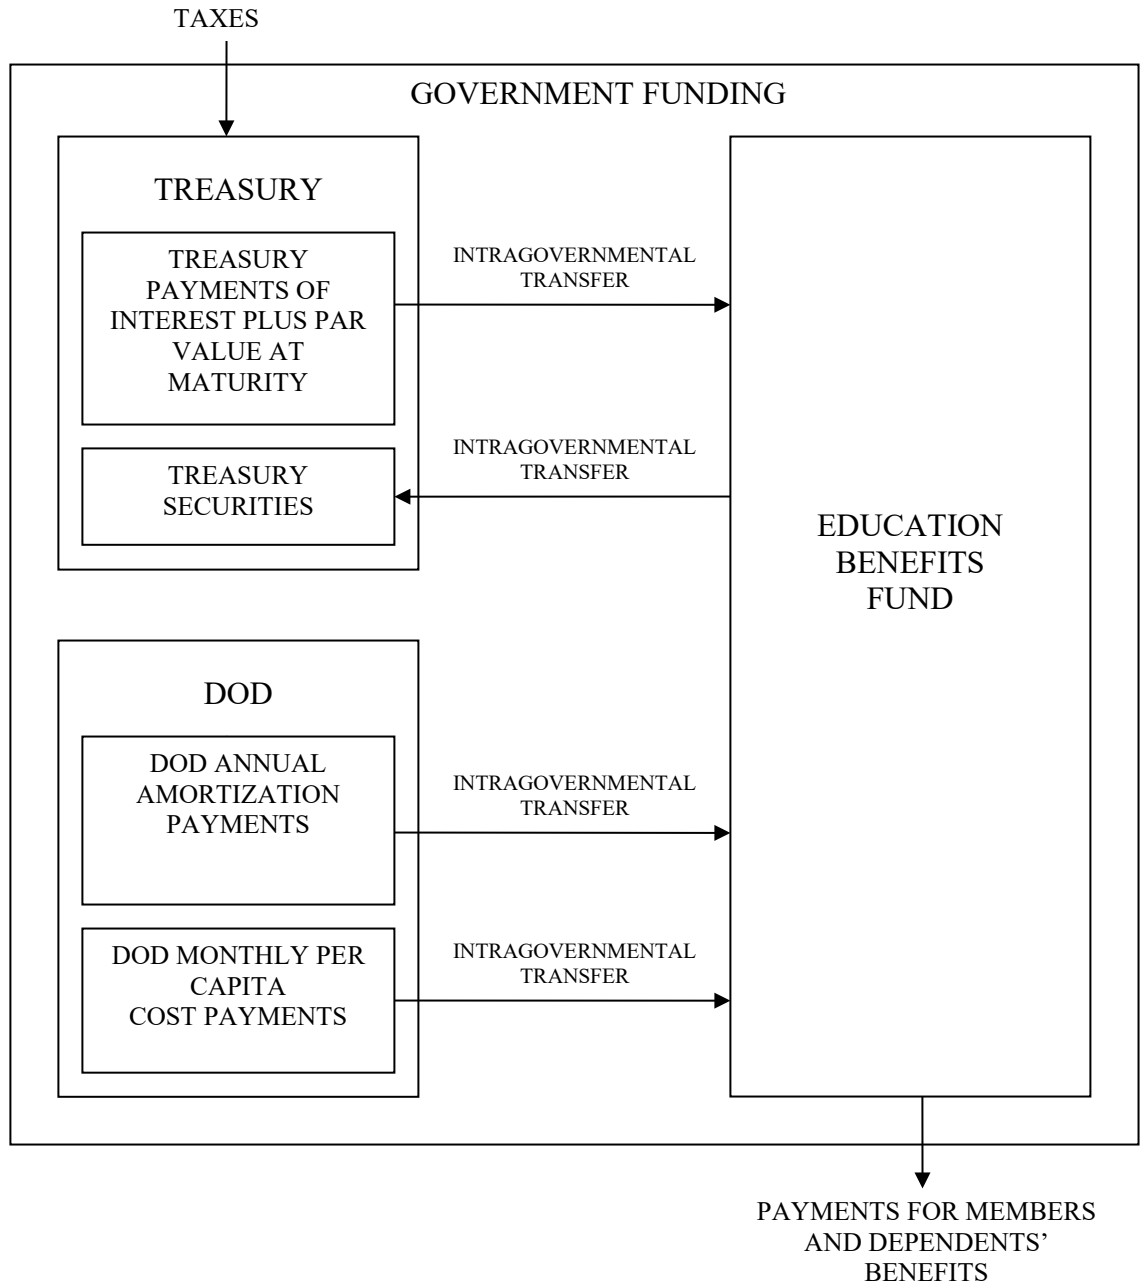 TAXES
GOVERNMENT FUNDING
TREASURY
TREASURY
PAYMENTS OF
INTEREST PLUS PAR
VALUE AT
MATURITY
INTRAGOVERNMENTAL
TRANSFER
TREASURY
SECURITIES
INTRAGOVERNMENTAL
TRANSFER
EDUCATION
BENEFITS
FUND
DOD
DOD ANNUAL
AMORTIZATION
PAYMENTS
INTRAGOVERNMENTAL
TRANSFER
DOD MONTHLY PER
CAPITA
COST PAYMENTS
INTRAGOVERNMENTAL
TRANSFER
PAYMENTS FOR MEMBERS
AND DEPENDENTS’
BENEFITS